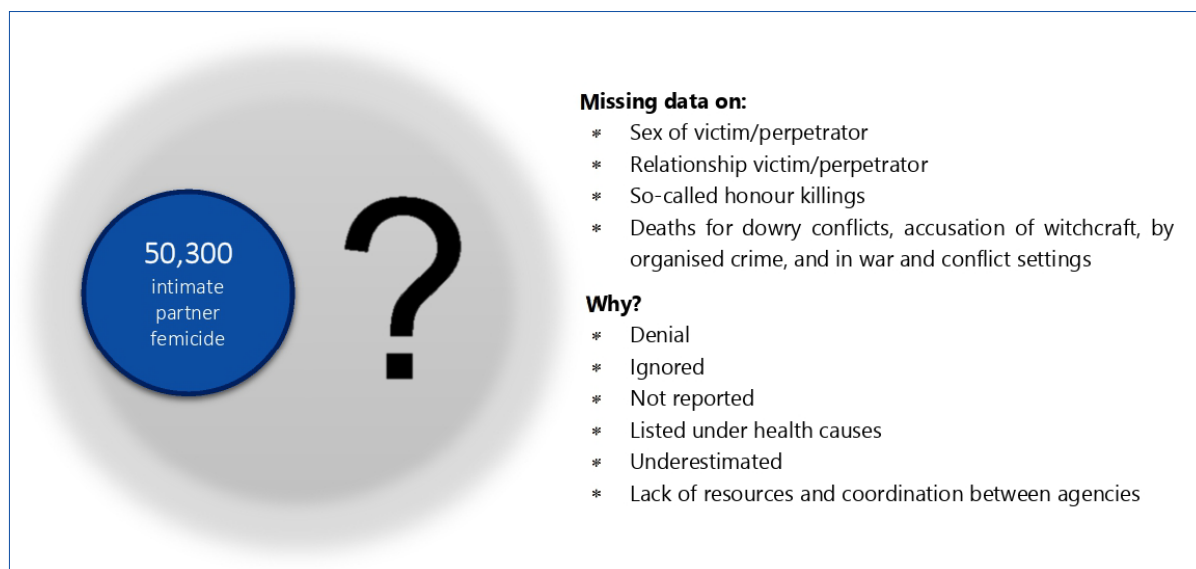 50,300
intimate
partner
femicide
?
Missing data on:
* Sex of victim/perpetrator
* Relationship victim/perpetrator
* So-called honour killings
* Deaths for dowry conflicts, accusation of witchcraft, by
organised crime, and in war and conflict settings
Why?
* Denial
* Ignored
* Not reported
* Listed under health causes
* Underestimated
* Lack of resources and coordination between agencies